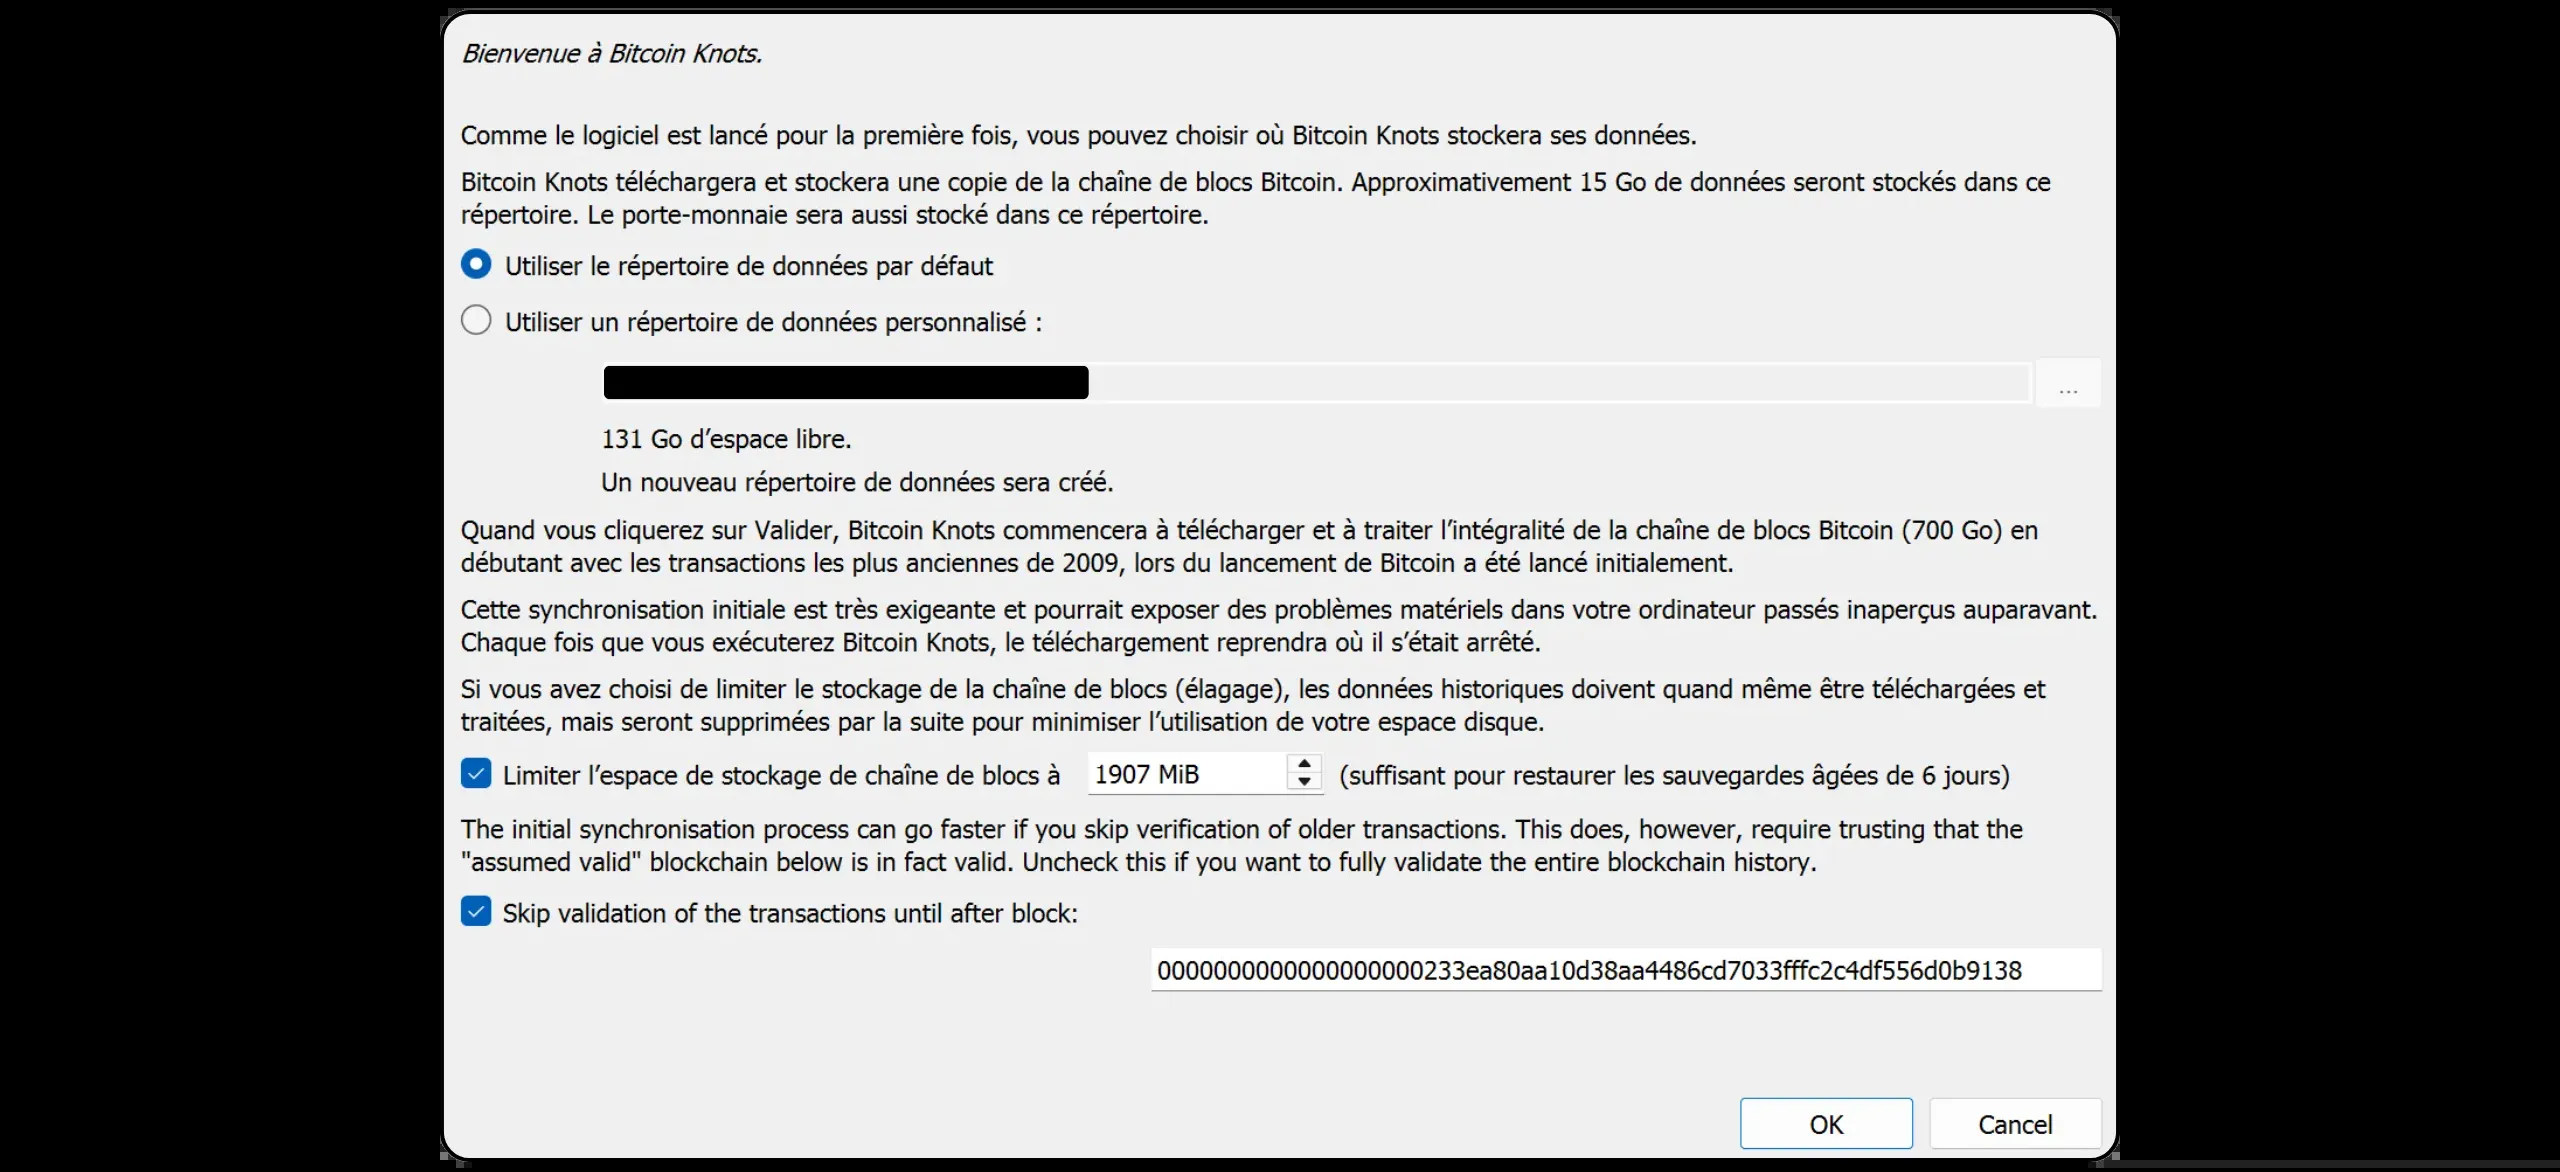 Bienvenue à Bitcoin Knots.
Comme le logiciel est lancé pour la première fois, vous pouvez choisir où Bitcoin Knots stockera ses données.
Bitcoin Knots téléchargera et stockera une copie de la chaîne de blocs Bitcoin. Approximativement 15 Go de données seront stockés dans ce
répertoire. Le porte-monnaie sera aussi stocké dans ce répertoire.
Utiliser le répertoire de données par défaut
Utiliser un répertoire de données personnalisé :
...
131 Go d’espace libre.
Un nouveau répertoire de données sera créé.
Quand vous cliquerez sur Valider, Bitcoin Knots commencera à télécharger et à traiter l’intégralité de la chaîne de blocs Bitcoin (700 Go) en
débutant avec les transactions les plus anciennes de 2009, lors du lancement de Bitcoin a été lancé initialement.
Cette synchronisation initiale est très exigeante et pourrait exposer des problèmes matériels dans votre ordinateur passés inaperçus auparavant.
Chaque fois que vous exécuterez Bitcoin Knots, le téléchargement reprendra où il s’était arrêté.
Si vous avez choisi de limiter le stockage de la chaîne de blocs (élagage), les données historiques doivent quand même être téléchargées et
traitées, mais seront supprimées par la suite pour minimiser l’utilisation de votre espace disque.
Limiter l’espace de stockage de chaîne de blocs à 1907 MiB (suffisant pour restaurer les sauvegardes âgées de 6 jours)
The initial synchronisation process can go faster if you skip verification of older transactions. This does, however, require trusting that the
"assumed valid" blockchain below is in fact valid. Uncheck this if you want to fully validate the entire blockchain history.
Skip validation of the transactions until after block:
0000000000000000000233ea80aa10d38aa4486cd7033fffc2c4df556d0b9138
OK Cancel